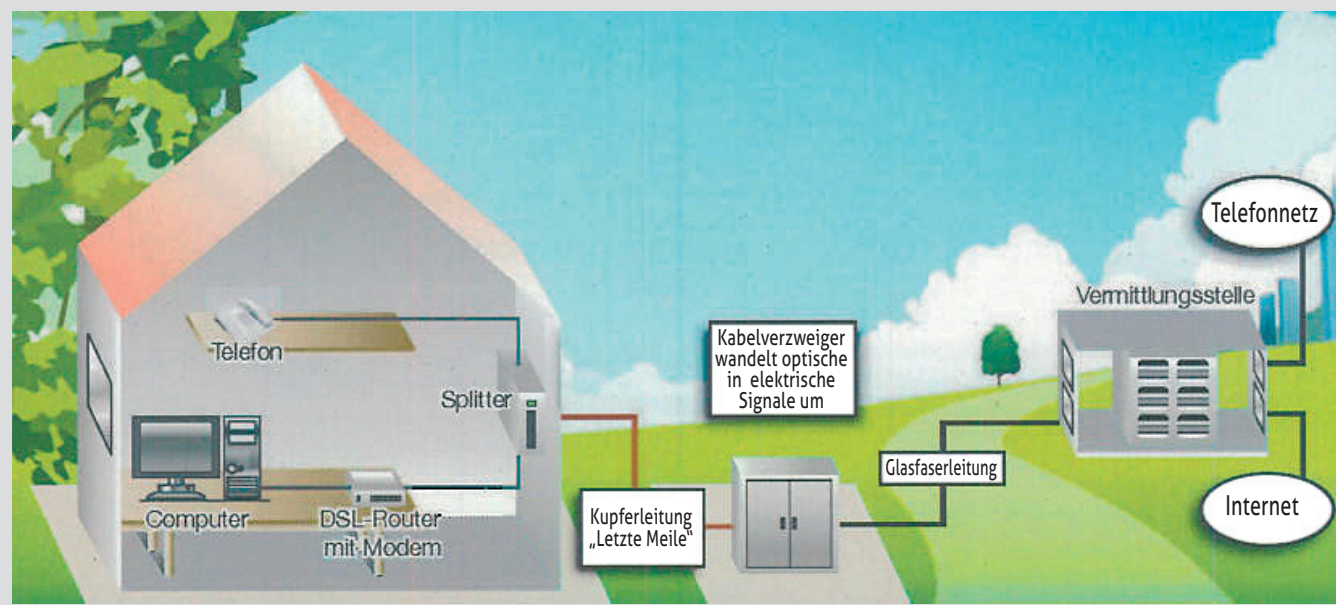 Telefonnetz
Vermittlungsstelle
Telefon
Kabelverzweiger
wandelt optische
in elektrische
Signale um
Splitter
Glasfaserleitung
Internet
Computer
DSL-Router
mit Modem
Kupferleitung
„Letzte Meile“